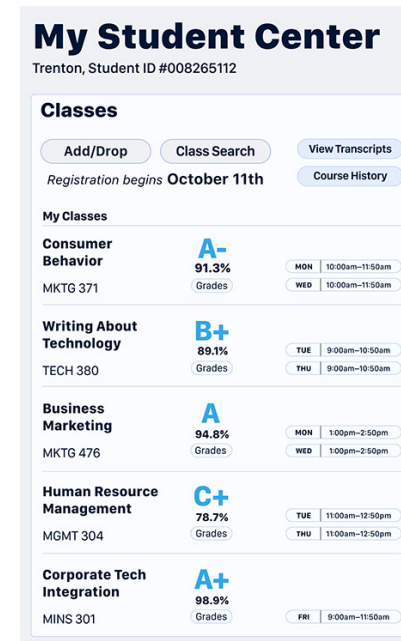 My Student Center
Trenton, Student ID #008265112
Classes
Add/Drop Class Search View Transcripts
Registration begins October 11th Course History
My Classes
Consumer
Behavior
MKTG 371
A-
91.3%
Grades
MON 10:00am–11:50am
WED 10:00am–11:50am
Writing About
Technology
TECH 380
B+
89.1%
Grades
TUE 9:00am–10:50am
THU 9:00am–10:50am
Business
Marketing
MKTG 476
A
94.8%
Grades
MON 1:00pm–2:50pm
WED 1:00pm–2:50pm
Human Resource
Management
MGMT 304
C+
78.7%
Grades
TUE 11:00am–12:50pm
THU 11:00am–12:50pm
Corporate Tech
Integration
MINS 301
A+
98.9%
Grades
FRI 9:00am–11:50am